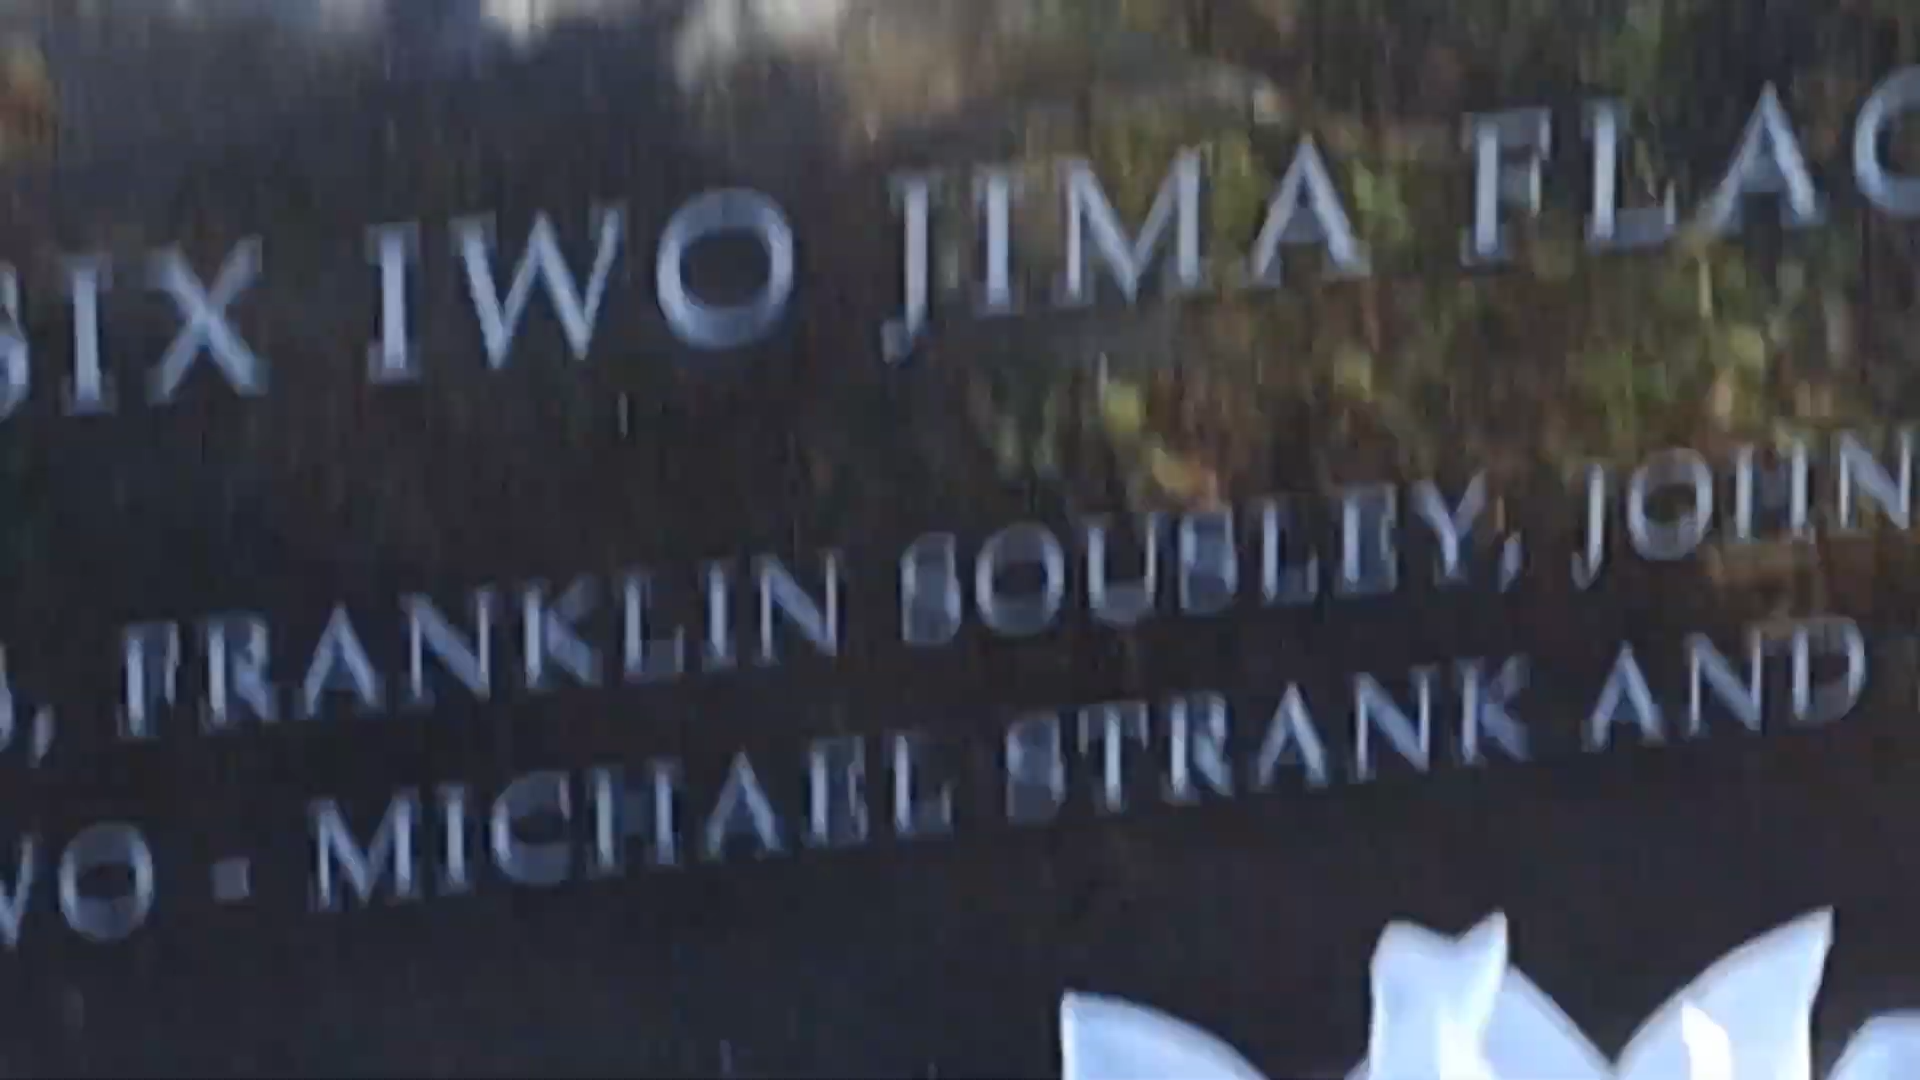 SIX IWO JIMA FLAG
, FRANKLIN SOUSLEY, JOHN
WO · MICHAEL STRANK AND